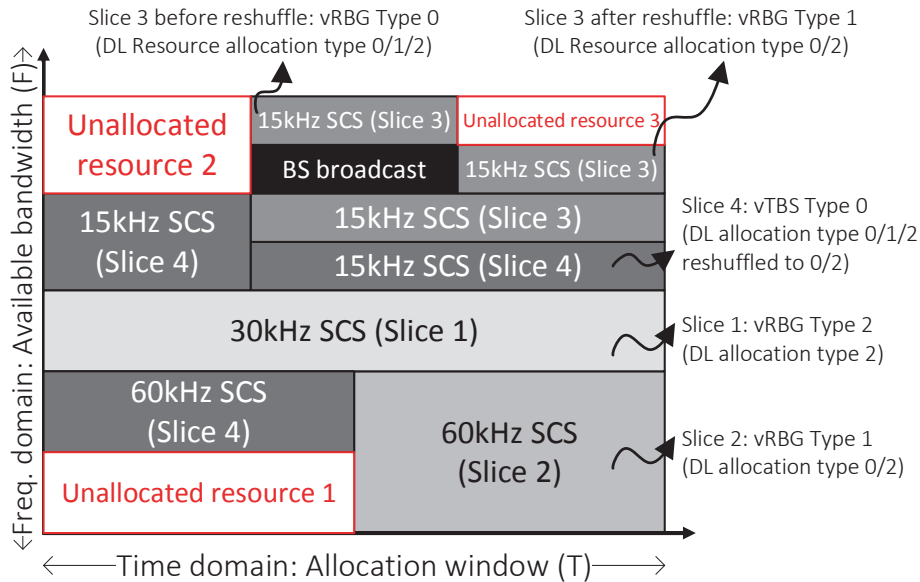 Slice 3 before reshuffle: vRBG Type 0
(DL Resource allocation type 0/1/2)
Slice 3 after reshuffle: vRBG Type 1
(DL Resource allocation type 0/2)
Freq. domain: Available bandwidth (F)
Unallocated
resource 2
15kHz SCS (Slice 3)
Unallocated resource 3
BS broadcast
15kHz SCS (Slice 3)
15kHz SCS
(Slice 4)
15kHz SCS (Slice 3)
15kHz SCS (Slice 4)
Slice 4: vTBS Type 0
(DL allocation type 0/1/2
reshuffled to 0/2)
30kHz SCS (Slice 1)
Slice 1: vRBG Type 2
(DL allocation type 2)
60kHz SCS
(Slice 4)
60kHz SCS
(Slice 2)
Slice 2: vRBG Type 1
(DL allocation type 0/2)
Unallocated resource 1
Time domain: Allocation window (T)